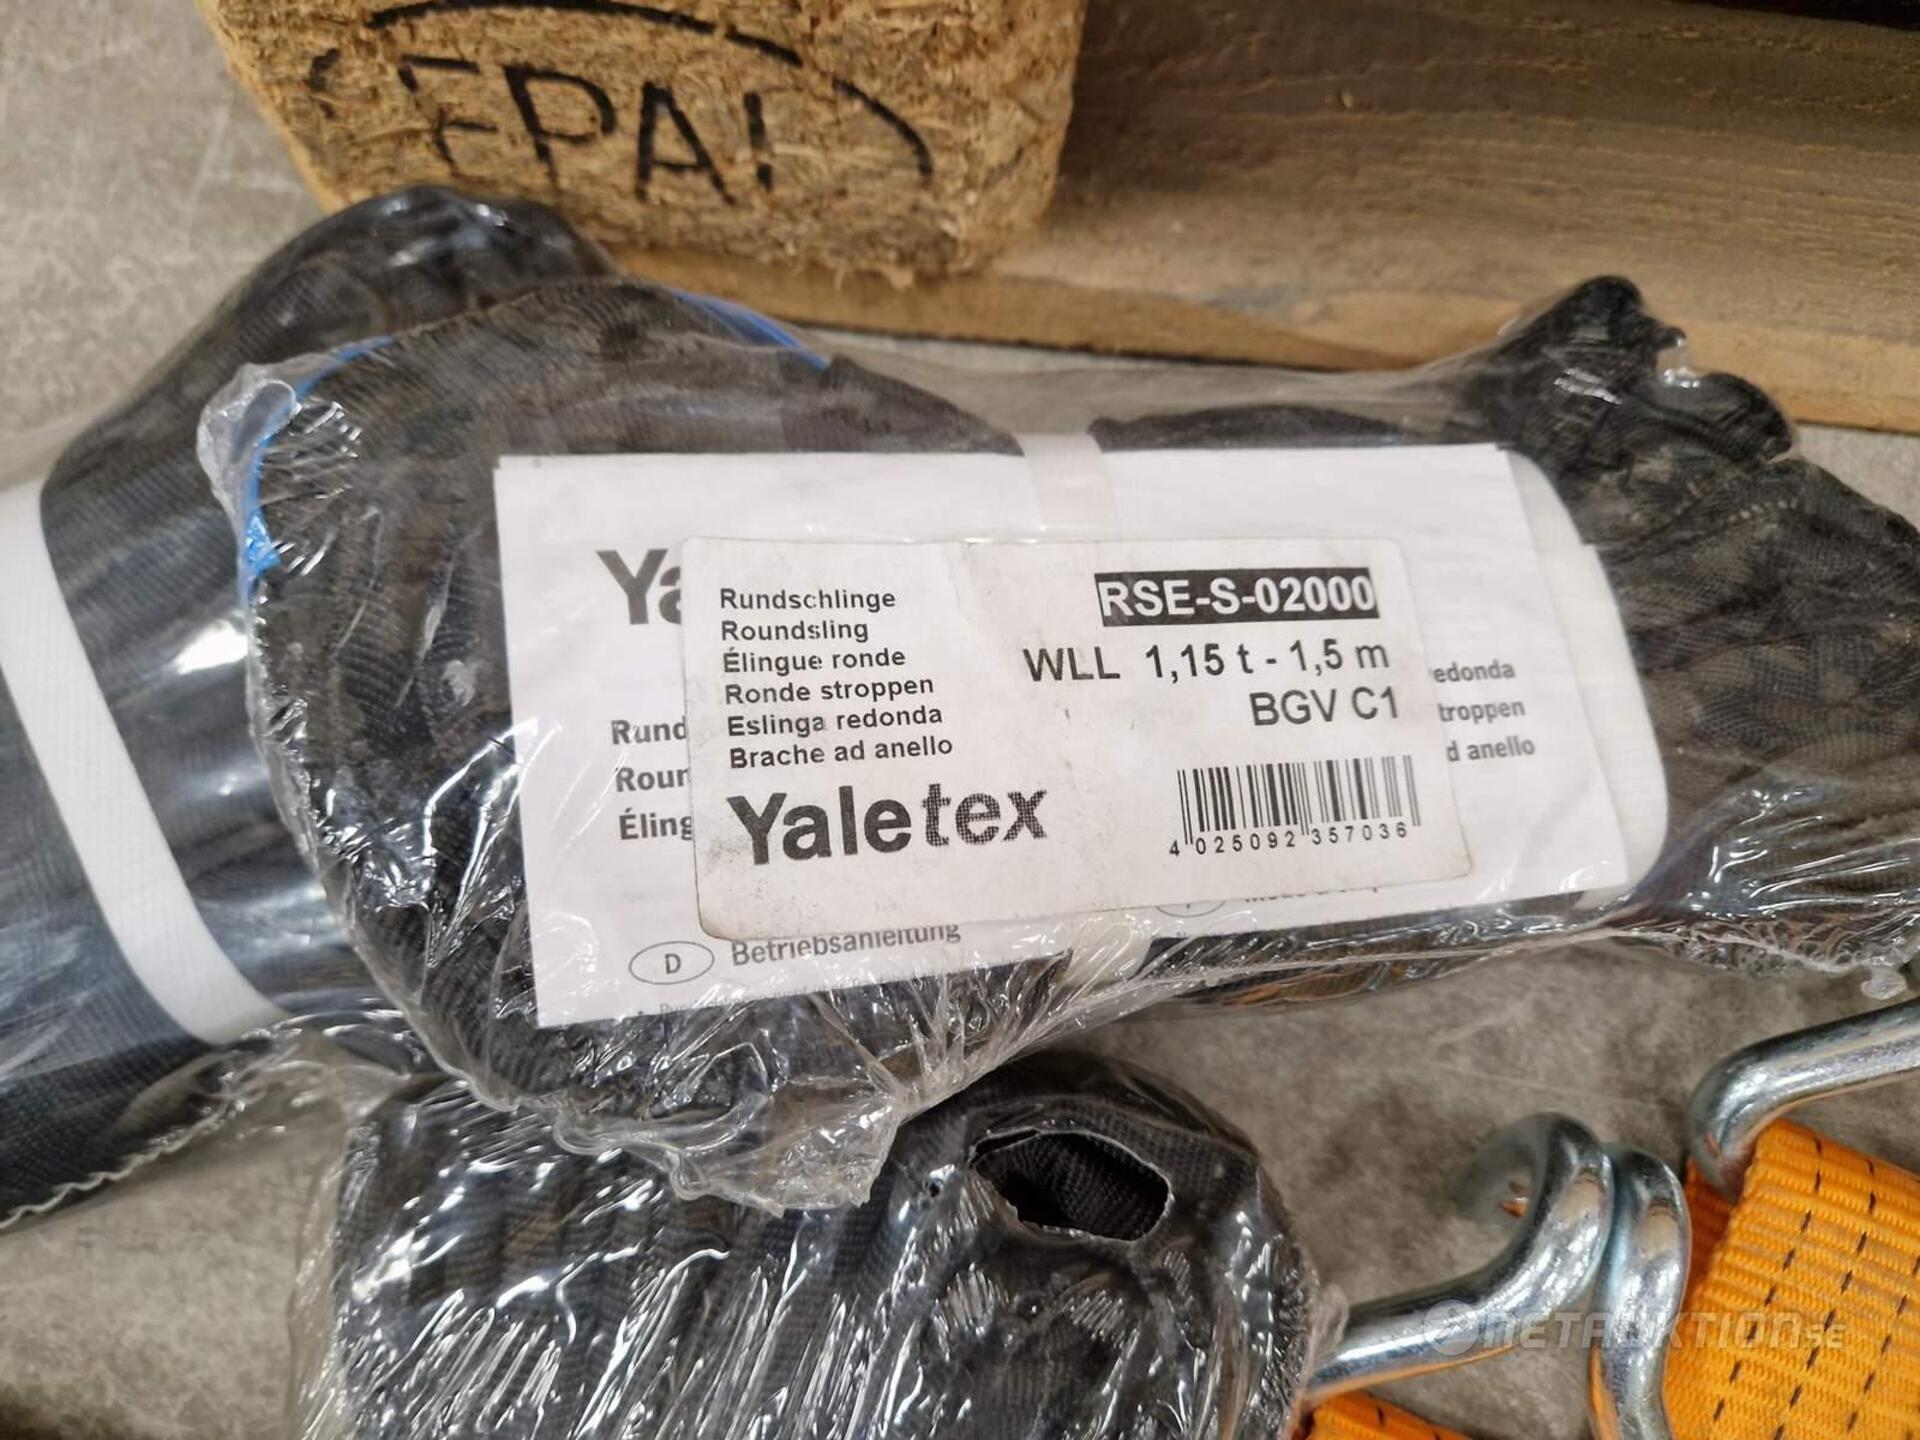 EPAL
Rundschlinge
Roundsling
Élingue ronde
Ronde stroppen
Eslinga redonda
Brache ad anello
RSE-S-02000
WLL 1,15 t - 1,5 m
BGV C1
Yaletex
4 025092 357036
Ya
Rund
Roun
Éling
edonda
troppen
d anello
D Betriebsanleitung
NETAUKTION.SE